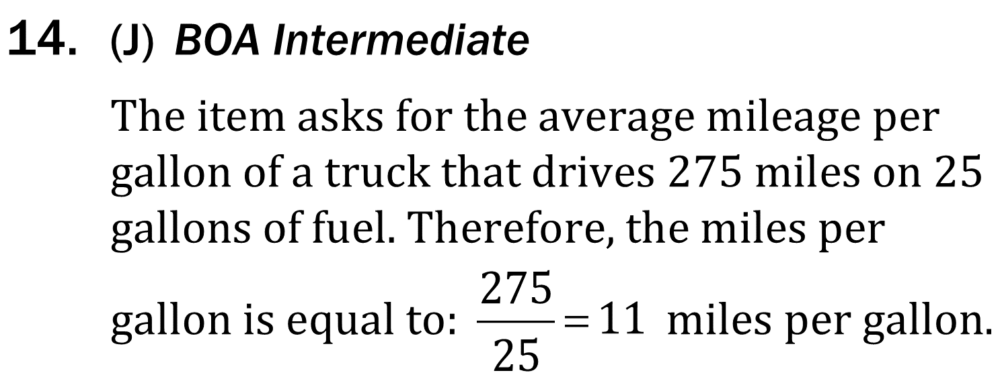 14. (J) BOA Intermediate
The item asks for the average mileage per
gallon of a truck that drives 275 miles on 25
gallons of fuel. Therefore, the miles per
gallon is equal to: 275/25 = 11 miles per gallon.